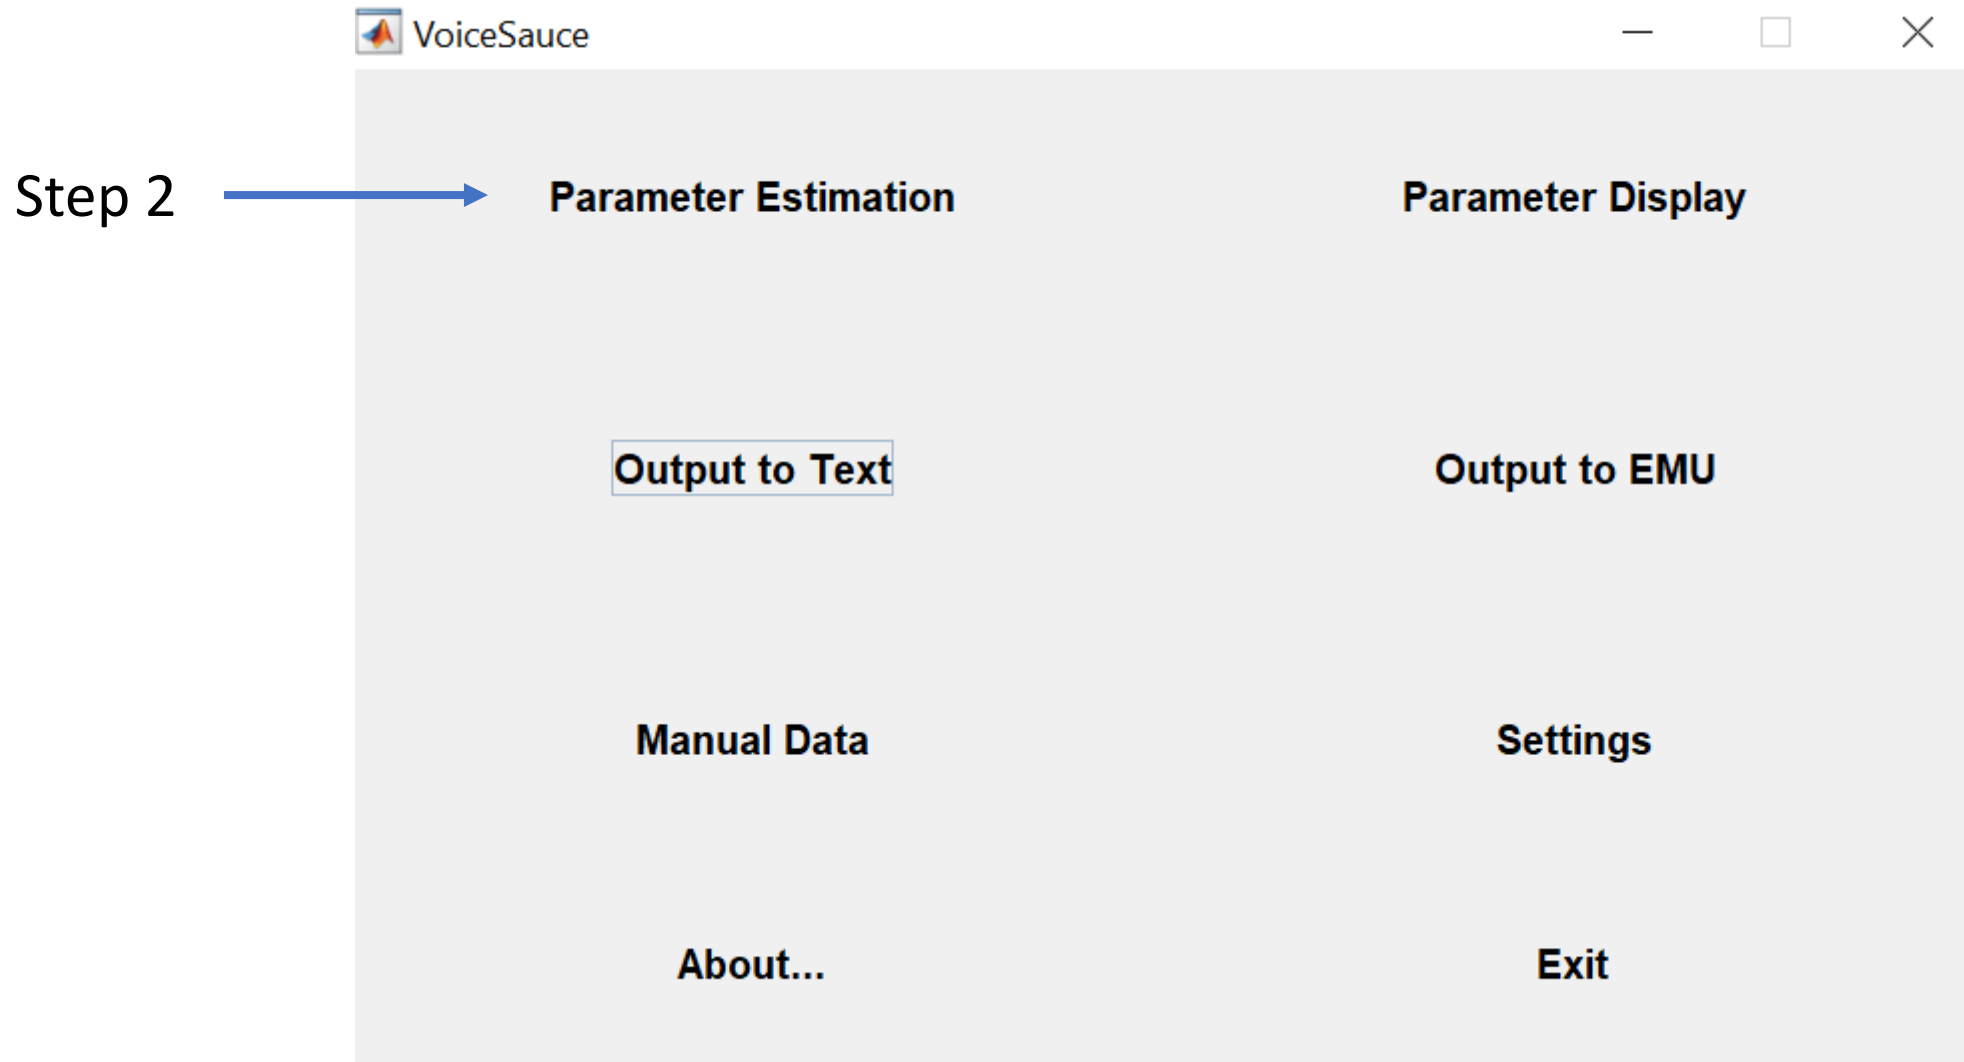 VoiceSauce
Step 2
Parameter Estimation
Parameter Display
Output to Text
Output to EMU
Manual Data
Settings
About...
Exit